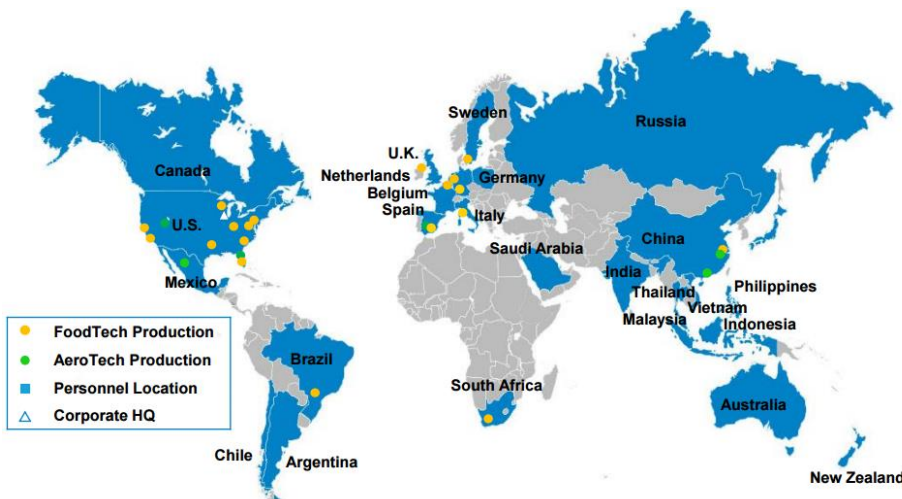 Sweden
Russia
U.K.
Canada
Netherlands
Germany
Belgium
Spain
Italy
U.S.
China
Saudi Arabia
India
Mexico
Thailand
Philippines
Vietnam
Malaysia
Indonesia
FoodTech Production
AeroTech Production
Brazil
Personnel Location
South Africa
Corporate HQ
Australia
Chile
Argentina
New Zealand